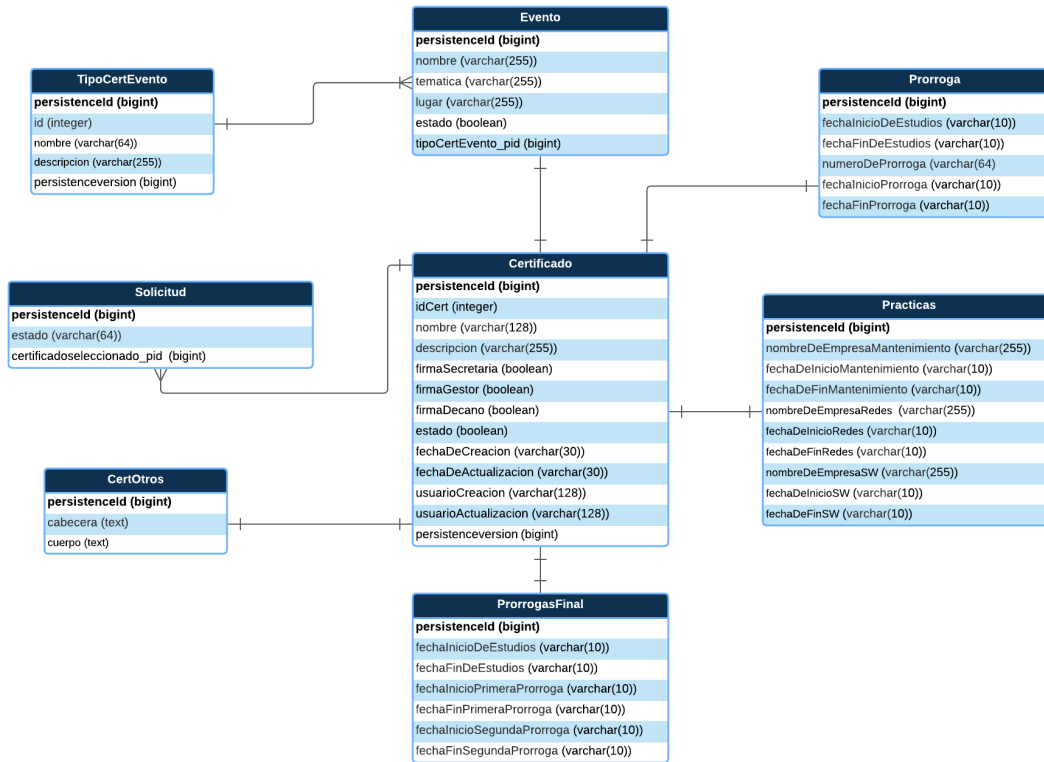 Evento
persistenceId (bigint)
nombre (varchar(255))
tematica (varchar(255))
lugar (varchar(255))
estado (boolean)
tipoCertEvento_pid (bigint)
TipoCertEvento
persistenceId (bigint)
id (integer)
nombre (varchar(64))
descripcion (varchar(255))
persistenceversion (bigint)
Prorroga
persistenceId (bigint)
fechaInicioDeEstudios (varchar(10))
fechaFinDeEstudios (varchar(10))
numeroDeProrroga (varchar(64)
fechaInicioProrroga (varchar(10))
fechaFinProrroga (varchar(10))
Solicitud
persistenceId (bigint)
estado (varchar(64))
certificadoseleccionado_pid (bigint)
Certificado
persistenceId (bigint)
idCert (integer)
nombre (varchar(128))
descripcion (varchar(255))
firmaSecretaria (boolean)
firmaGestor (boolean)
firmaDecano (boolean)
estado (boolean)
fechaDeCreacion (varchar(30))
fechaDeActualizacion (varchar(30))
usuarioCreacion (varchar(128))
usuarioActualizacion (varchar(128))
persistenceversion (bigint)
Practicas
persistenceId (bigint)
nombreDeEmpresaMantenimiento (varchar(255))
fechaDeInicioMantenimiento (varchar(10))
fechaDeFinMantenimiento (varchar(10))
nombreDeEmpresaRedes (varchar(255))
fechaDeInicioRedes (varchar(10))
fechaDeFinRedes (varchar(10))
nombreDeEmpresaSW (varchar(255))
fechaDeInicioSW (varchar(10))
fechaDeFinSW (varchar(10))
CertOtros
persistenceId (bigint)
cabecera (text)
cuerpo (text)
ProrrogasFinal
persistenceId (bigint)
fechaInicioDeEstudios (varchar(10))
fechaFinDeEstudios (varchar(10))
fechaInicioPrimeraProrroga (varchar(10))
fechaFinPrimeraProrroga (varchar(10))
fechaInicioSegundaProrroga (varchar(10))
fechaFinSegundaProrroga (varchar(10))